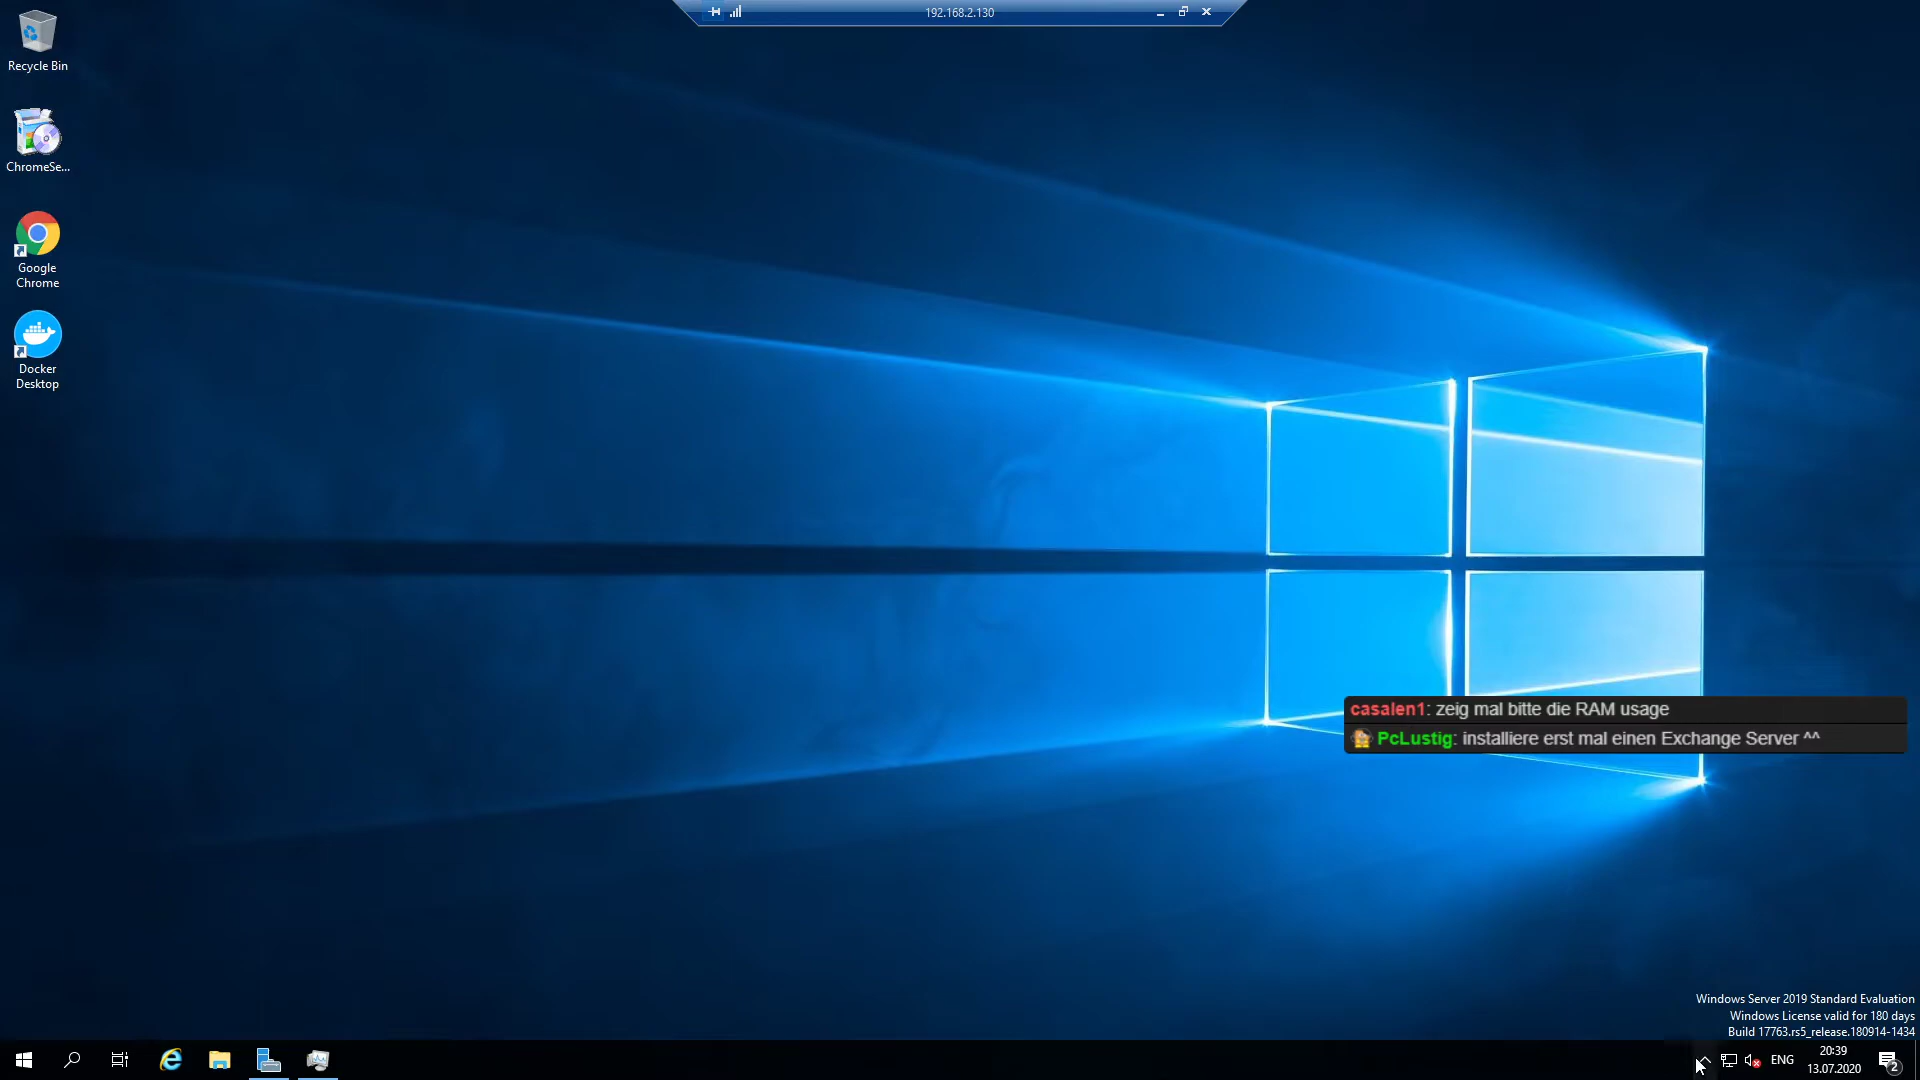 192.168.2.130
Recycle Bin
ChromeSe...
Google
Chrome
Docker
Desktop
casalen1: zeig mal bitte die RAM usage
PcLustig: installiere erst mal einen Exchange Server ^^
Windows Server 2019 Standard Evaluation
Windows License valid for 180 days
Build 17763.rs5_release.180914-1434
ENG
20:39
13.07.2020
2